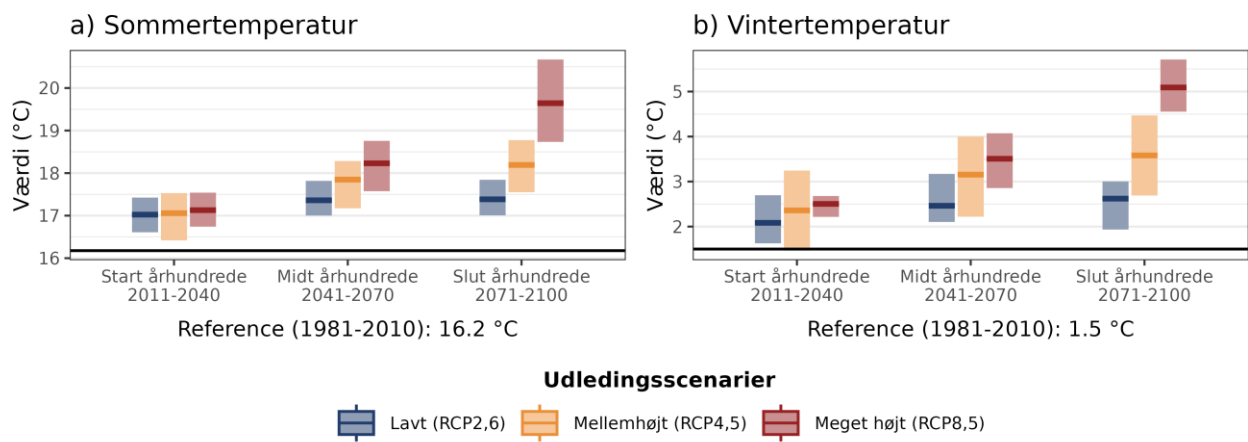 a) Sommertemperatur
Værdi (°C)
20
19
18
17
16
Start århundrede
2011-2040
Midt århundrede
2041-2070
Slut århundrede
2071-2100
Reference (1981-2010): 16.2 °C
b) Vintertemperatur
Værdi (°C)
5
4
3
2
Start århundrede
2011-2040
Midt århundrede
2041-2070
Slut århundrede
2071-2100
Reference (1981-2010): 1.5 °C
Udledingsscenarier
Lavt (RCP2,6)
Mellemhøjt (RCP4,5)
Meget højt (RCP8,5)